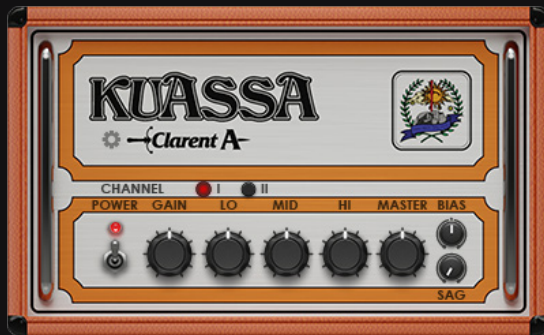 KUASSA
Clarent A
CHANNEL I II
POWER GAIN LO MID HI MASTER BIAS
SAG